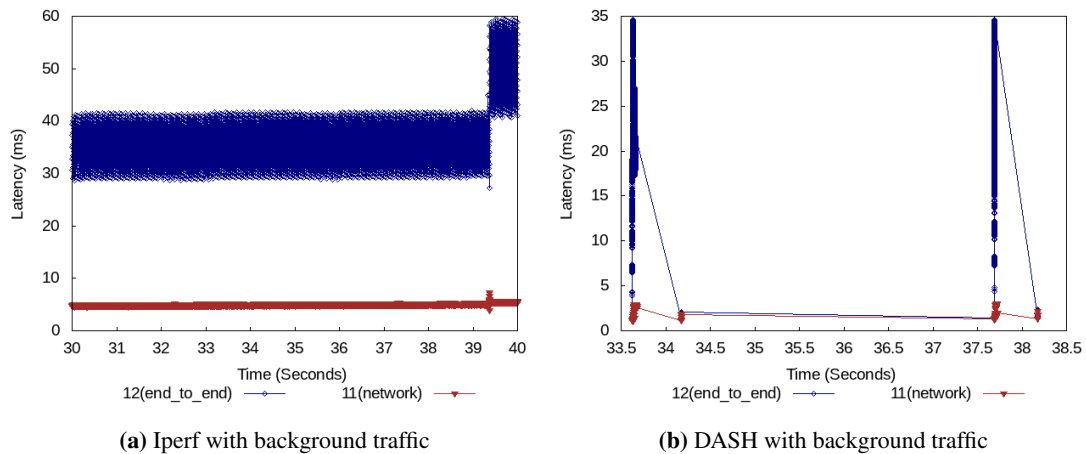 60
50
40
30
20
10
0
Latency (ms)
30 31 32 33 34 35 36 37 38 39 40
Time (Seconds)
12(end_to_end) 11(network)
(a) Iperf with background traffic
35
30
25
20
15
10
5
0
Latency (ms)
33.5 34 34.5 35 35.5 36 36.5 37 37.5 38 38.5
Time (Seconds)
12(end_to_end) 11(network)
(b) DASH with background traffic